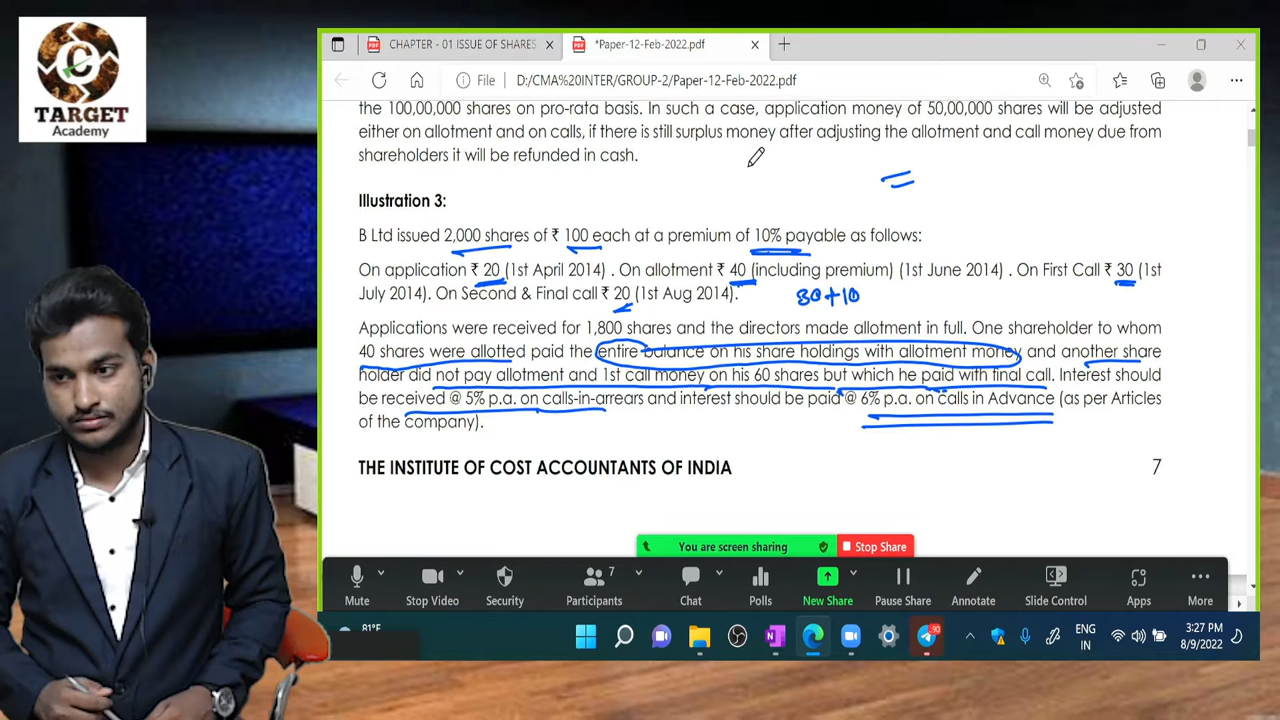 C
TARGET
Academy
CHAPTER - 01 ISSUE OF SHARES
*Paper-12-Feb-2022.pdf
File
D:/CMA%20INTER/GROUP-2/Paper-12-Feb-2022.pdf
the 100,00,000 shares on pro-rata basis. In such a case, application money of 50,00,000 shares will be adjusted
either on allotment and on calls, if there is still surplus money after adjusting the allotment and call money due from
shareholders it will be refunded in cash.
Illustration 3:
B Ltd issued 2,000 shares of ₹ 100 each at a premium of 10% payable as follows:
On application ₹ 20 (1st April 2014) . On allotment ₹ 40 (including premium) (1st June 2014) . On First Call ₹ 30 (1st
July 2014). On Second & Final call ₹ 20 (1st Aug 2014).
30+10
Applications were received for 1,800 shares and the directors made allotment in full. One shareholder to whom
40 shares were allotted paid the entire balance on his share holdings with allotment money and another share
holder did not pay allotment and 1st call money on his 60 shares but which he paid with final call. Interest should
be received @ 5% p.a. on calls-in-arrears and interest should be paid @ 6% p.a. on calls in Advance (as per Articles
of the company).
THE INSTITUTE OF COST ACCOUNTANTS OF INDIA 7
You are screen sharing
Stop Share
7
Mute
Stop Video
Security
Participants
Chat
Polls
New Share
Pause Share
Annotate
Slide Control
Apps
More
81°F
90
ENG
IN
3:27 PM
8/9/2022